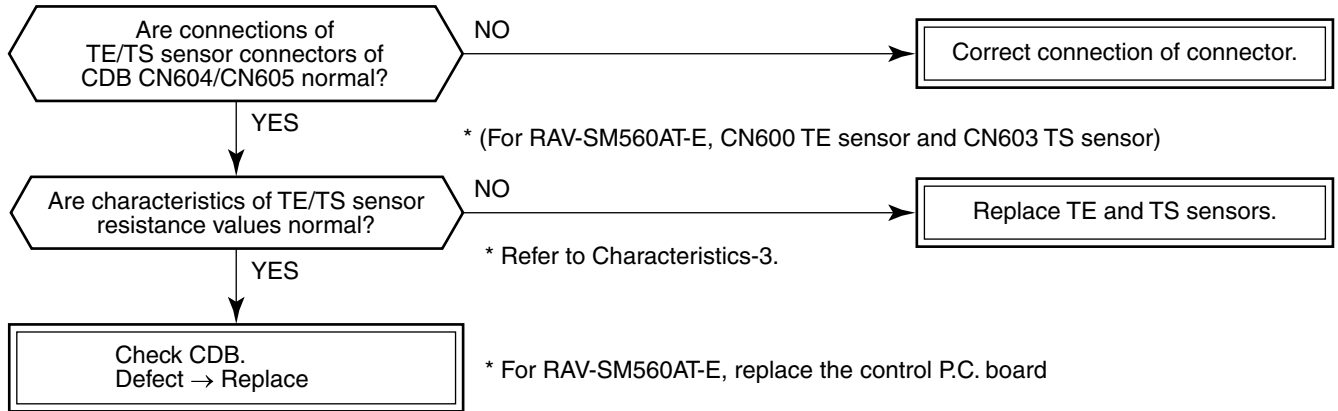 Are connections of
TE/TS sensor connectors of
CDB CN604/CN605 normal?
NO
Correct connection of connector.
YES
* (For RAV-SM560AT-E, CN600 TE sensor and CN603 TS sensor)
Are characteristics of TE/TS sensor
resistance values normal?
NO
Replace TE and TS sensors.
* Refer to Characteristics-3.
YES
Check CDB.
Defect → Replace
* For RAV-SM560AT-E, replace the control P.C. board